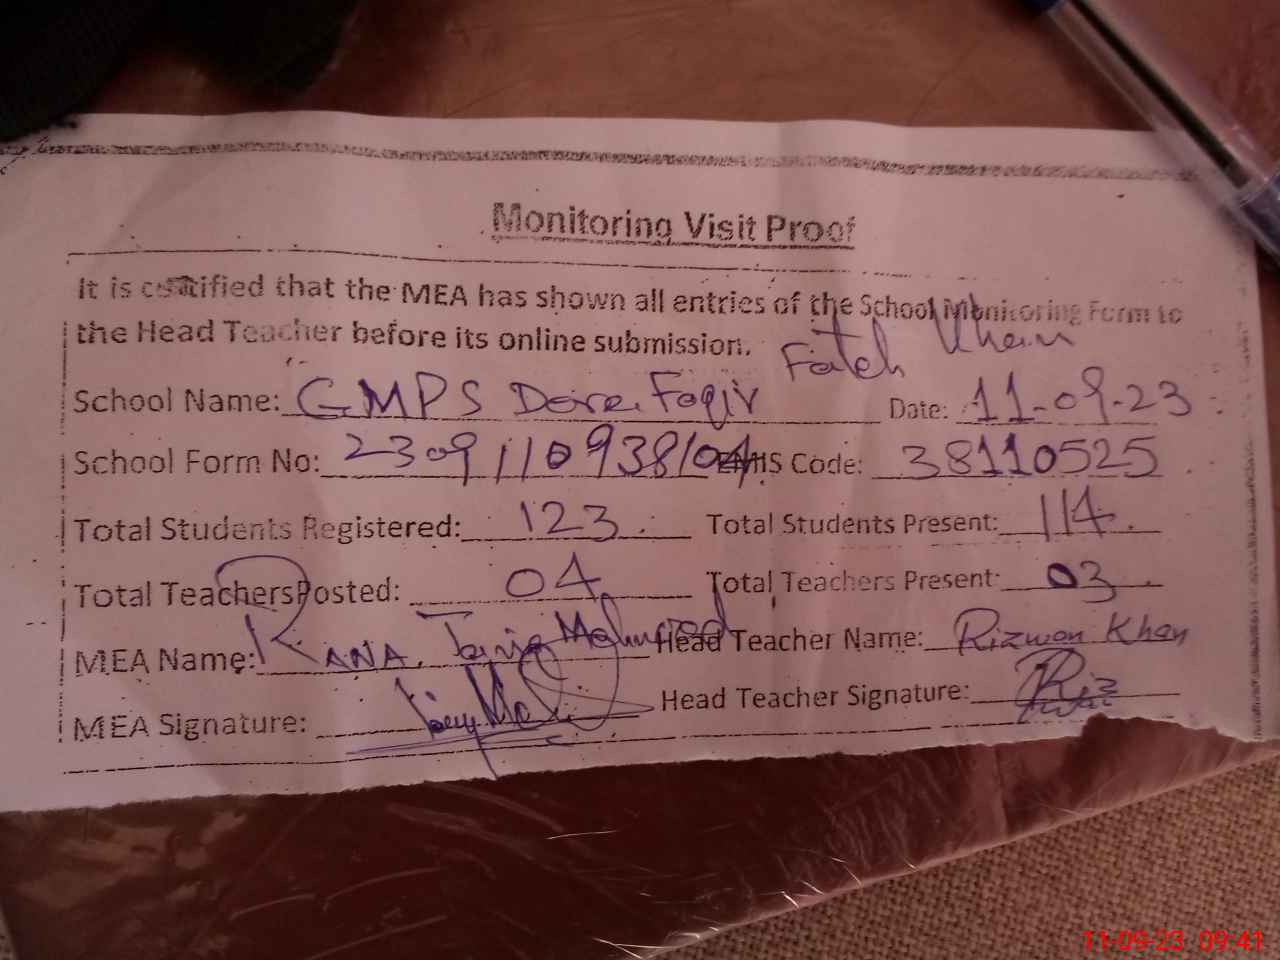 Monitoring Visit Proof
It is certified that the MEA has shown all entries of the School Monitoring Form to
the Head Teacher before its online submission.
Fateh Khan
School Name: GMPS Dera Faqir Date: 11-09-23
School Form No: 2309110938104 EMIS Code: 38110525
Total Students Registered: 123 Total Students Present: 114
Total Teachers Posted: 04 Total Teachers Present: 03
MEA Name: RANA Tariq Mahmood Head Teacher Name: Rizwan Khan
MEA Signature: Head Teacher Signature: Riz
11-09-23 09:41